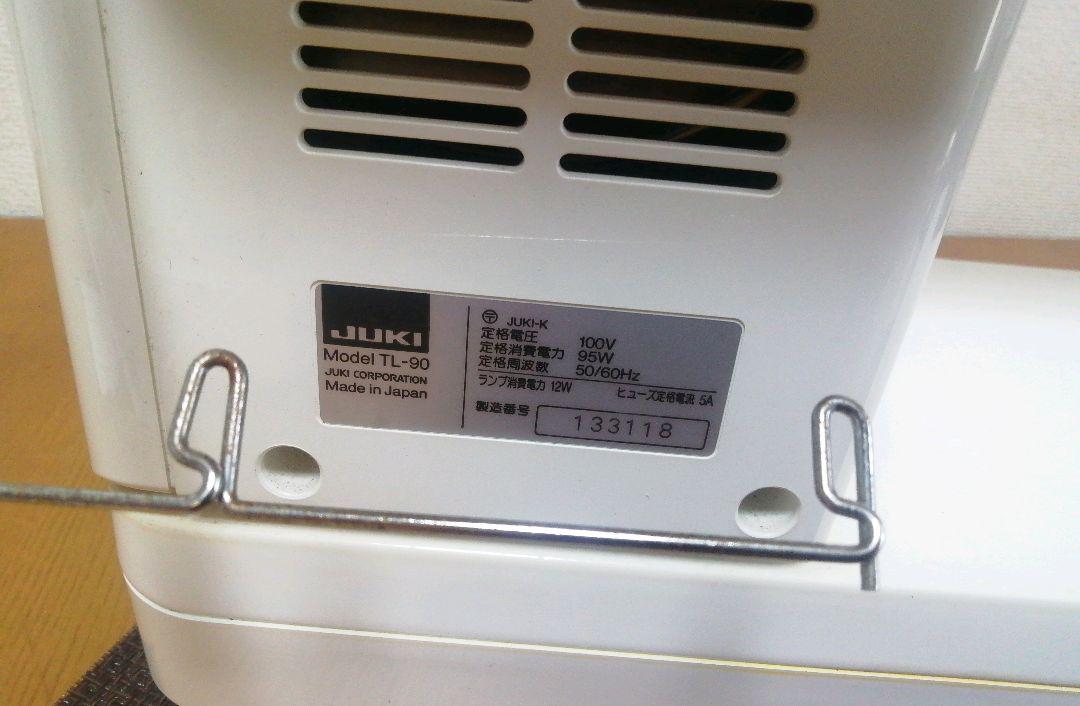 JUKI
Model TL-90
JUKI CORPORATION
Made in Japan
〒 JUKI-K
定格電圧 100V
定格消費電力 95W
定格周波数 50/60Hz
ランプ消費電力 12W ヒューズ定格電流 5A
製造番号 133118